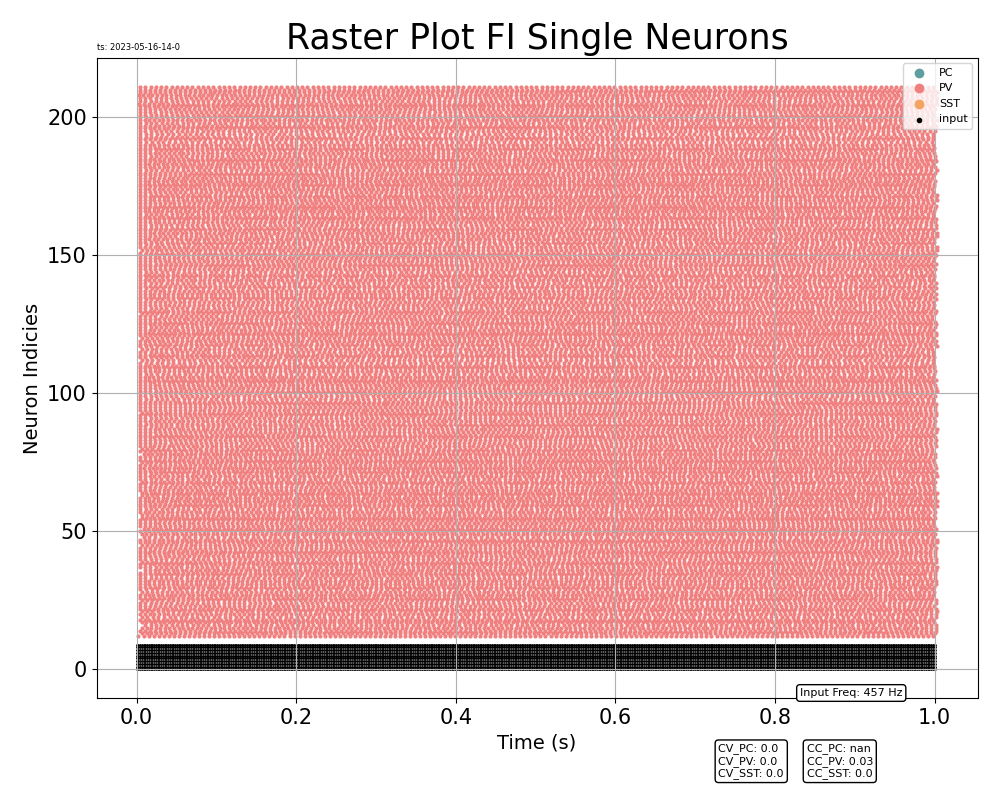 Raster Plot FI Single Neurons
ts: 2023-05-16-14-0
PC
PV
SST
input
200
150
100
50
0
Neuron Indicies
Input Freq: 457 Hz
0.0 0.2 0.4 0.6 0.8 1.0
Time (s)
CV_PC: 0.0
CV_PV: 0.0
CV_SST: 0.0
CC_PC: nan
CC_PV: 0.03
CC_SST: 0.0